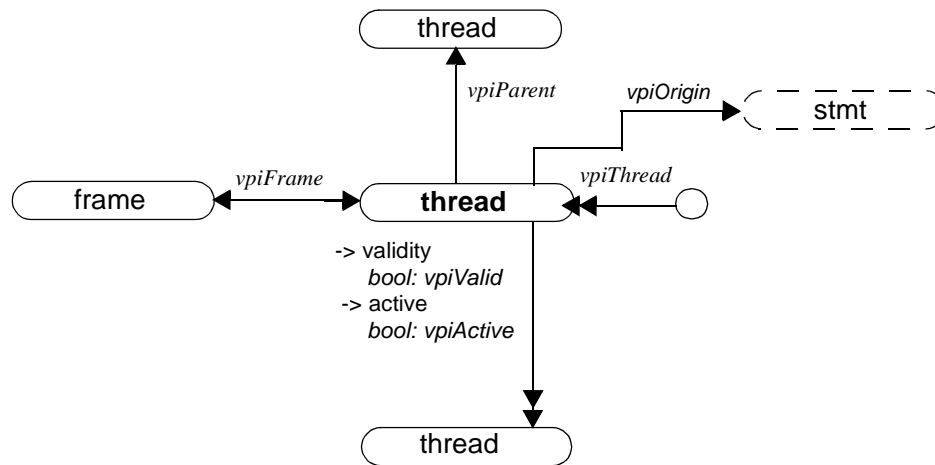 thread
vpiParent
vpiOrigin
stmt
vpiFrame
vpiThread
frame
thread
-> validity
bool: vpiValid
-> active
bool: vpiActive
thread